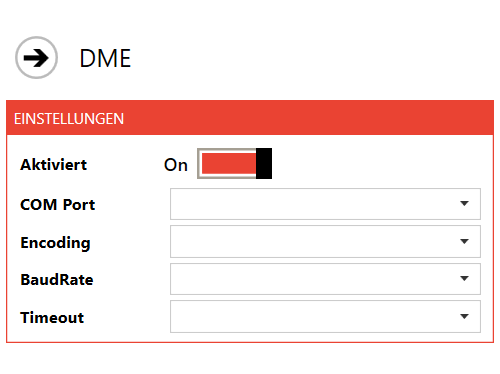 DME
EINSTELLUNGEN
Aktiviert On
COM Port
Encoding
BaudRate
Timeout